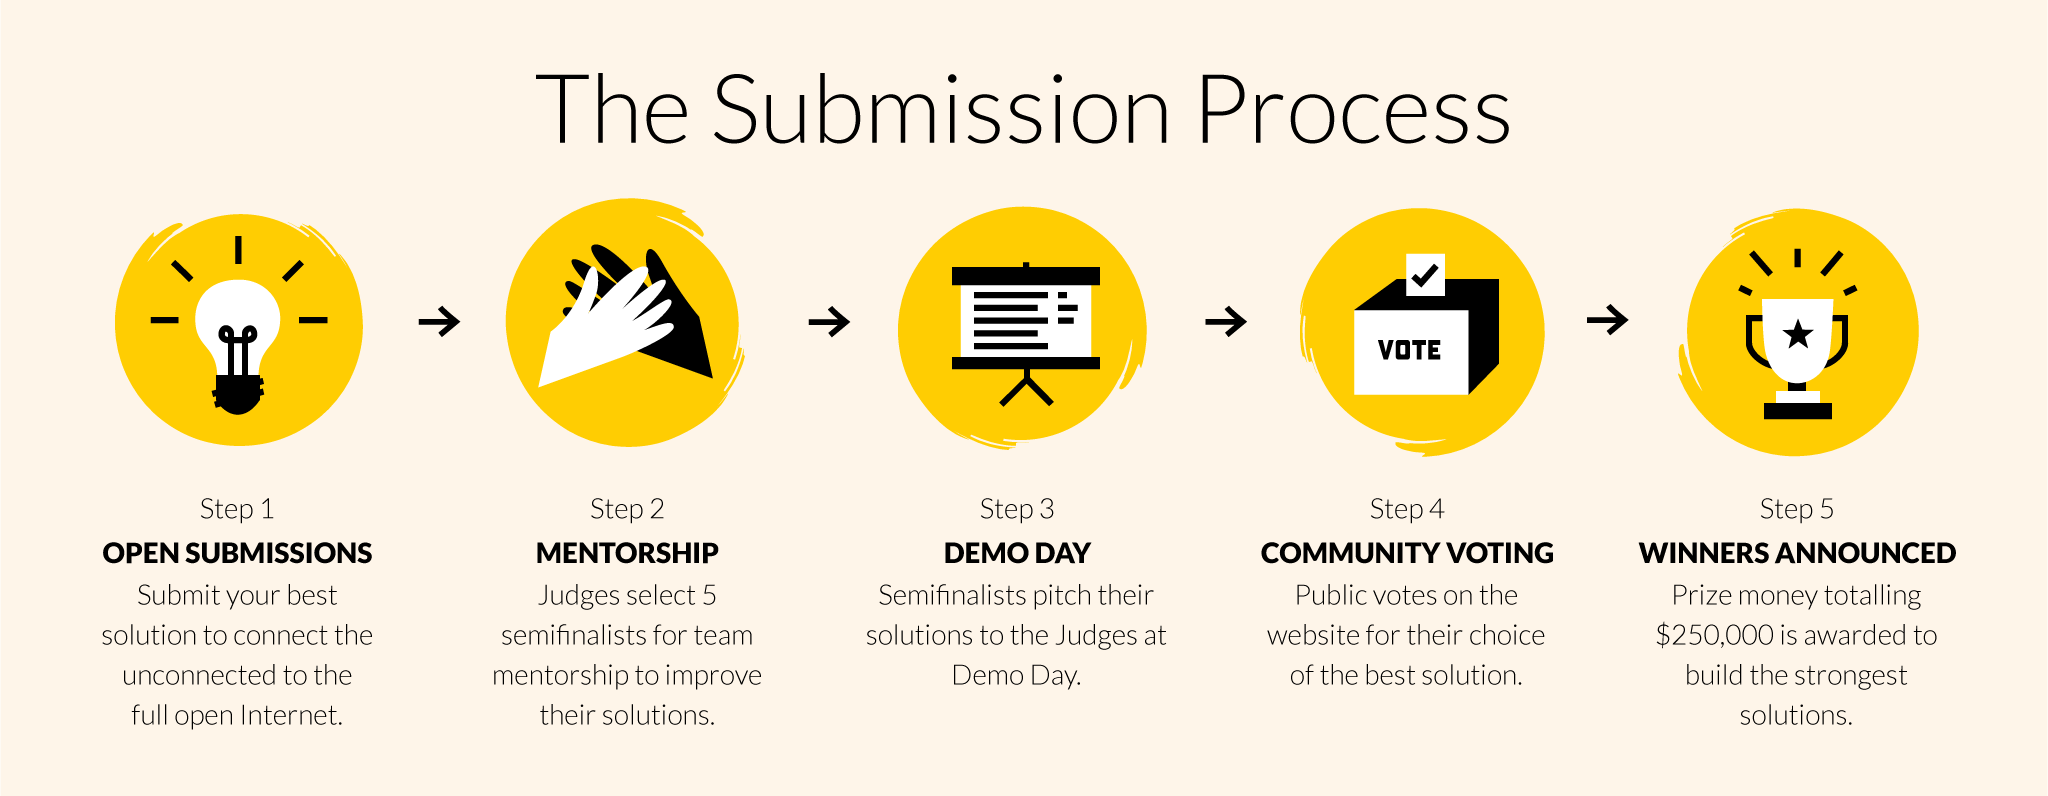 The Submission Process
VOTE
Step 1
OPEN SUBMISSIONS
Submit your best
solution to connect the
unconnected to the
full open Internet.
Step 2
MENTORSHIP
Judges select 5
semifinalists for team
mentorship to improve
their solutions.
Step 3
DEMO DAY
Semifinalists pitch their
solutions to the Judges at
Demo Day.
Step 4
COMMUNITY VOTING
Public votes on the
website for their choice
of the best solution.
Step 5
WINNERS ANNOUNCED
Prize money totalling
$250,000 is awarded to
build the strongest
solutions.